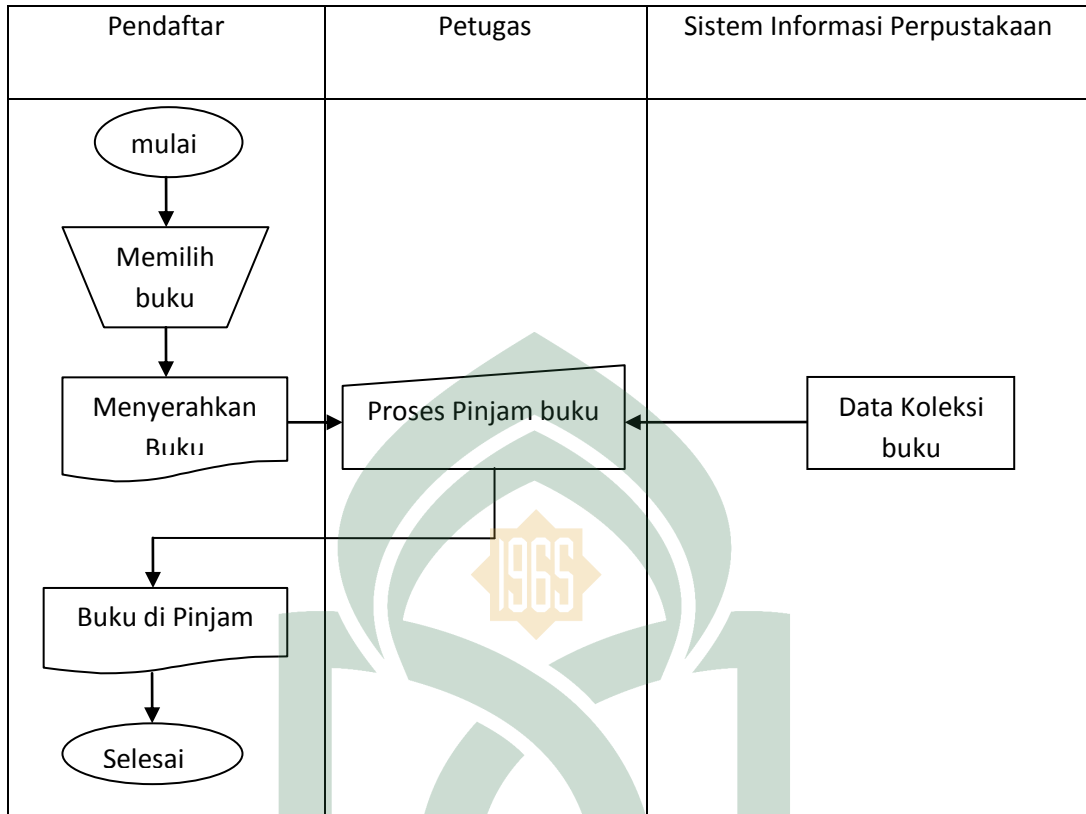 Pendaftar
Petugas
Sistem Informasi Perpustakaan
mulai
Memilih
buku
Menyerahkan
Buku
Proses Pinjam buku
Data Koleksi
buku
1965
Buku di Pinjam
Selesai